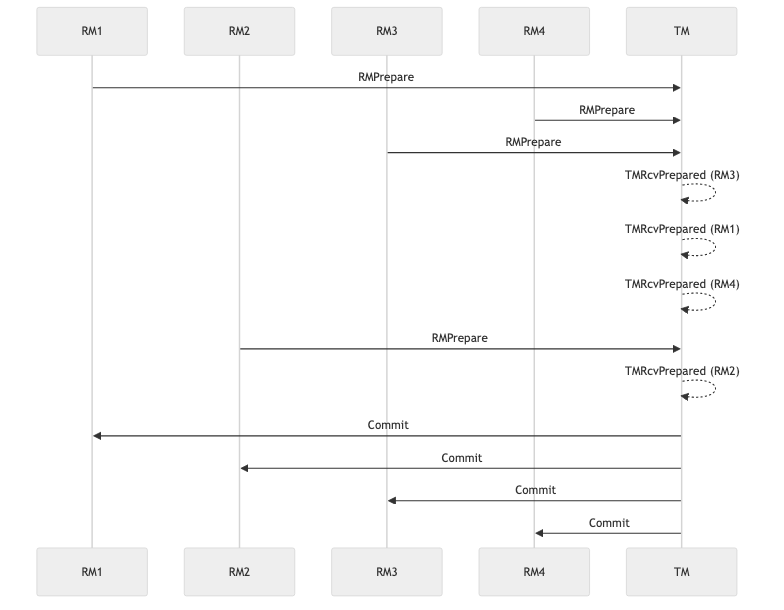 RM1 RM2 RM3 RM4 TM
RMPrepare
RMPrepare
RMPrepare
TMRcvPrepared (RM3)
TMRcvPrepared (RM1)
TMRcvPrepared (RM4)
RMPrepare
TMRcvPrepared (RM2)
Commit
Commit
Commit
Commit
RM1 RM2 RM3 RM4 TM